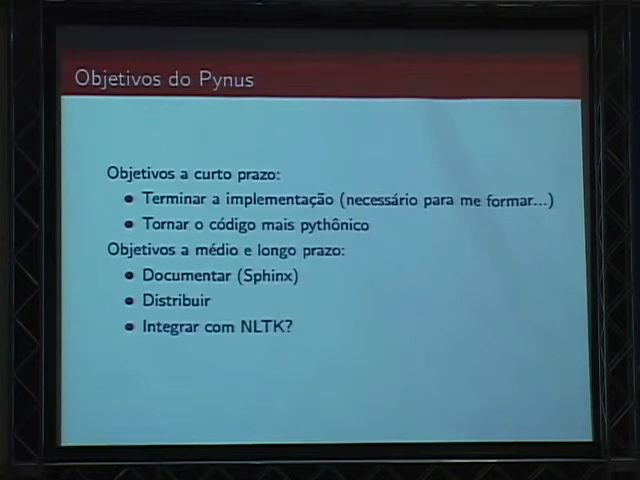 Objetivos do Pynus
Objetivos a curto prazo:
Terminar a implementação (necessário para me formar...)
Tornar o código mais pythônico
Objetivos a médio e longo prazo:
Documentar (Sphinx)
Distribuir
Integrar com NLTK?